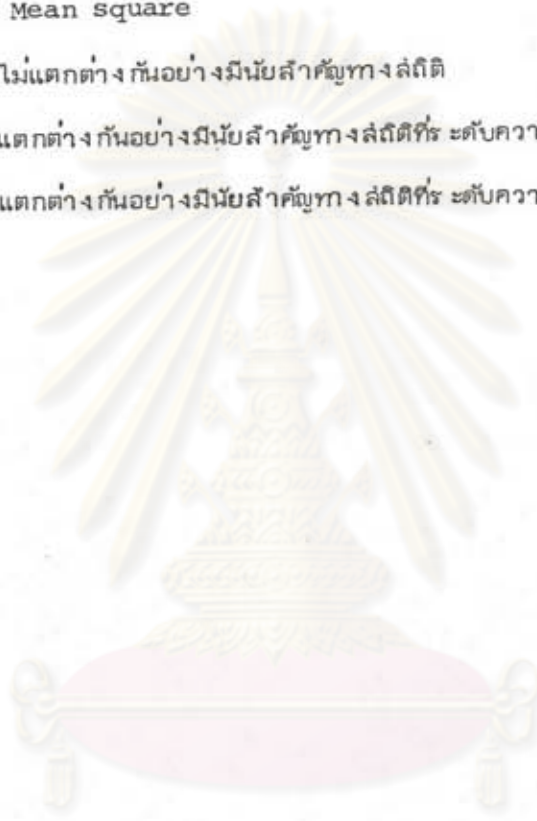 Mean square
ไม่แตกต่างกันอย่างมีนัยสำคัญทางสถิติ
แตกต่างกันอย่างมีนัยสำคัญทางสถิติที่ระดับควา
แตกต่างกันอย่างมีนัยสำคัญทางสถิติที่ระดับควา